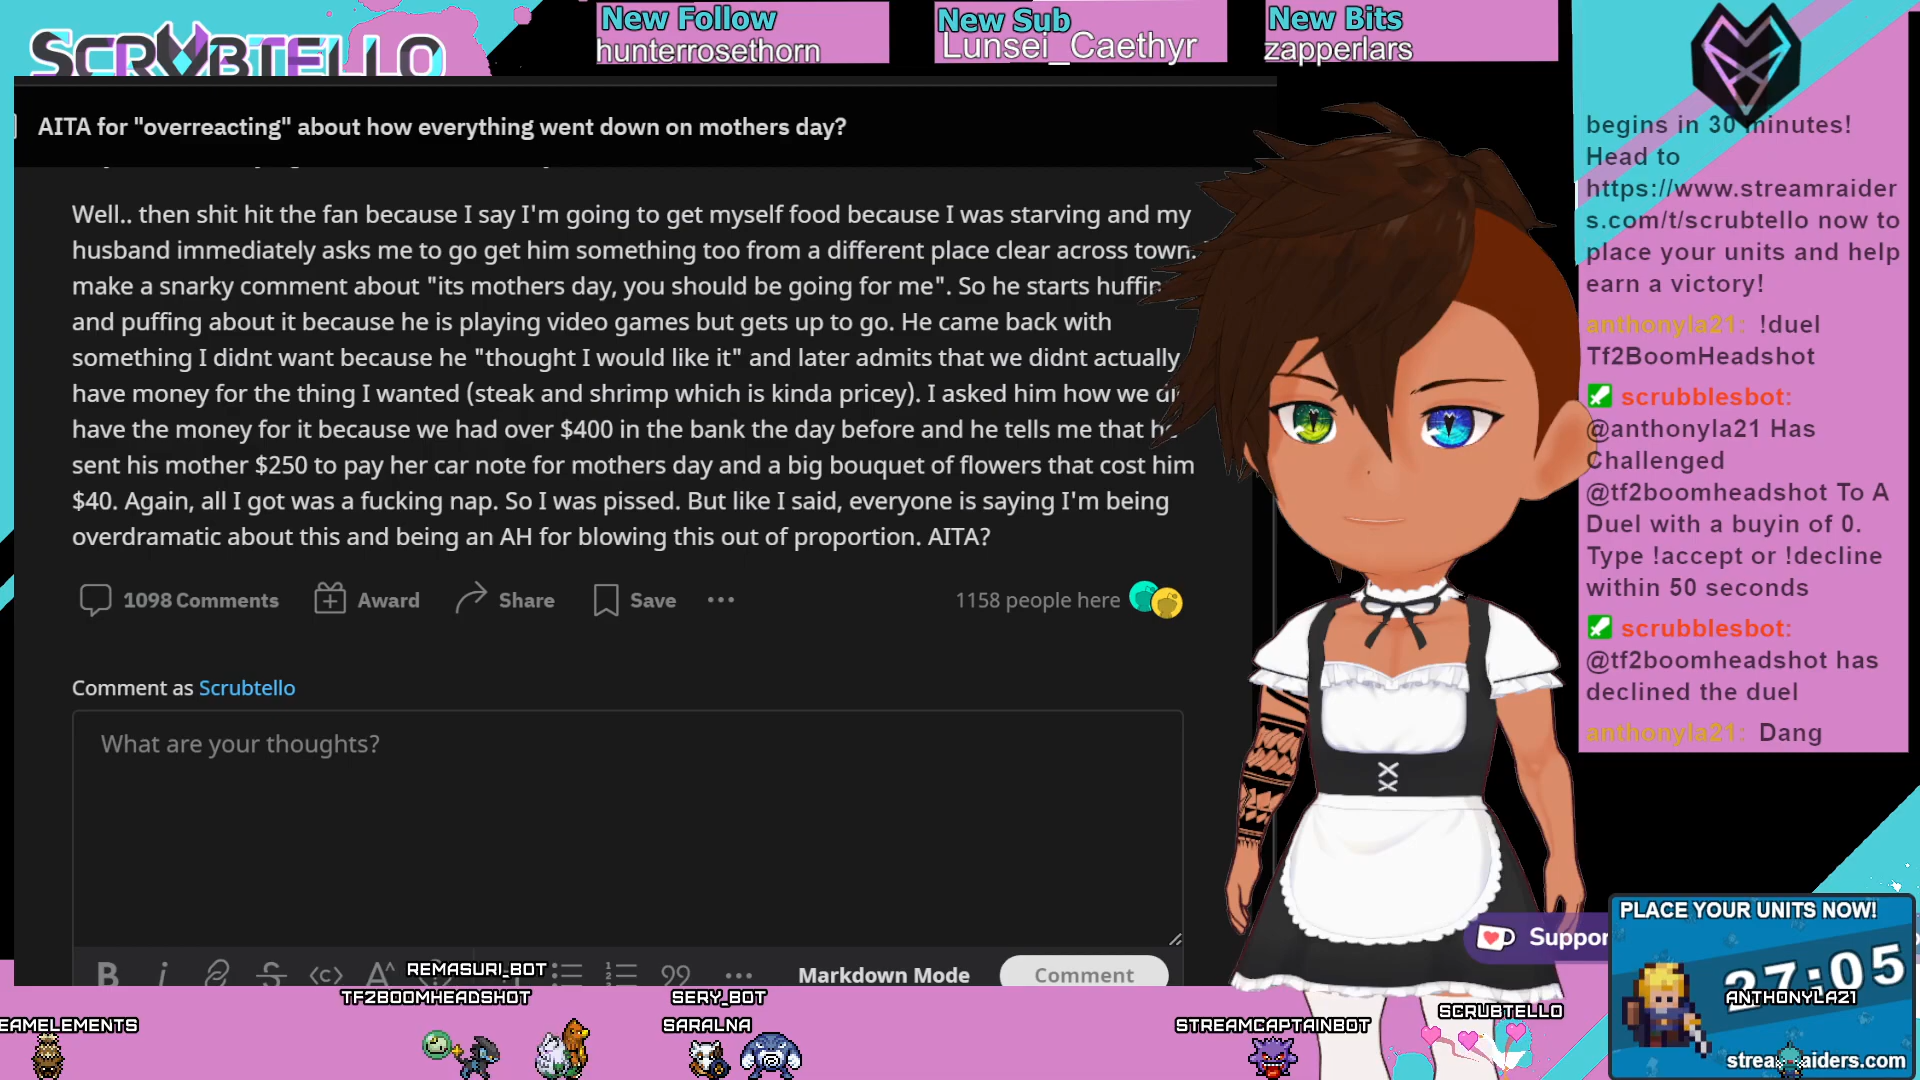 SCRUBTELLO
New Follow
hunterrosethorn
New Sub
Lunsei_Caethyr
New Bits
zapperlars
AITA for "overreacting" about how everything went down on mothers day?
Well.. then shit hit the fan because I say I'm going to get myself food because I was starving and my
husband immediately asks me to go get him something too from a different place clear across town.
make a snarky comment about "its mothers day, you should be going for me". So he starts huffin
and puffing about it because he is playing video games but gets up to go. He came back with
something I didnt want because he "thought I would like it" and later admits that we didnt actually
have money for the thing I wanted (steak and shrimp which is kinda pricey). I asked him how we di
have the money for it because we had over $400 in the bank the day before and he tells me that he
sent his mother $250 to pay her car note for mothers day and a big bouquet of flowers that cost him
$40. Again, all I got was a fucking nap. So I was pissed. But like I said, everyone is saying I'm being
overdramatic about this and being an AH for blowing this out of proportion. AITA?
1098 Comments Award Share Save ...
1158 people here
Comment as Scrubtello
What are your thoughts?
B i <c> A^ 99 ...
Markdown Mode
Comment
begins in 30 minutes!
Head to
https://www.streamraider
s.com/t/scrubtello now to
place your units and help
earn a victory!
anthonyla21: !duel
Tf2BoomHeadshot
scrubblesbot:
@anthonyla21 Has
Challenged
@tf2boomheadshot To A
Duel with a buyin of 0.
Type !accept or !decline
within 50 seconds
scrubblesbot:
@tf2boomheadshot has
declined the duel
anthonyla21: Dang
Suppor
PLACE YOUR UNITS NOW!
27:05
ANTHONYLA21
streamraiders.com
REMASURI_BOT
TF2BOOMHEADSHOT
SERY_BOT
SARALNA
EAMELEMENTS
STREAMCAPTAINBOT
SCRUBTELLO